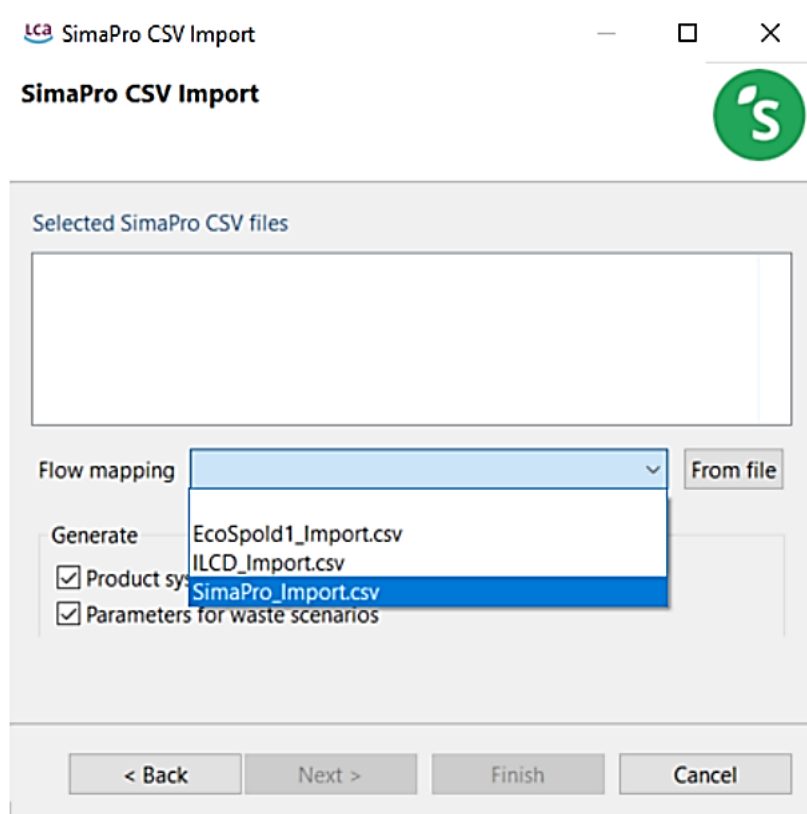 LCa SimaPro CSV Import
SimaPro CSV Import
S
Selected SimaPro CSV files
Flow mapping
From file
EcoSpold1_Import.csv
ILCD_Import.csv
SimaPro_Import.csv
Generate
Product sys
Parameters for waste scenarios
< Back
Next >
Finish
Cancel